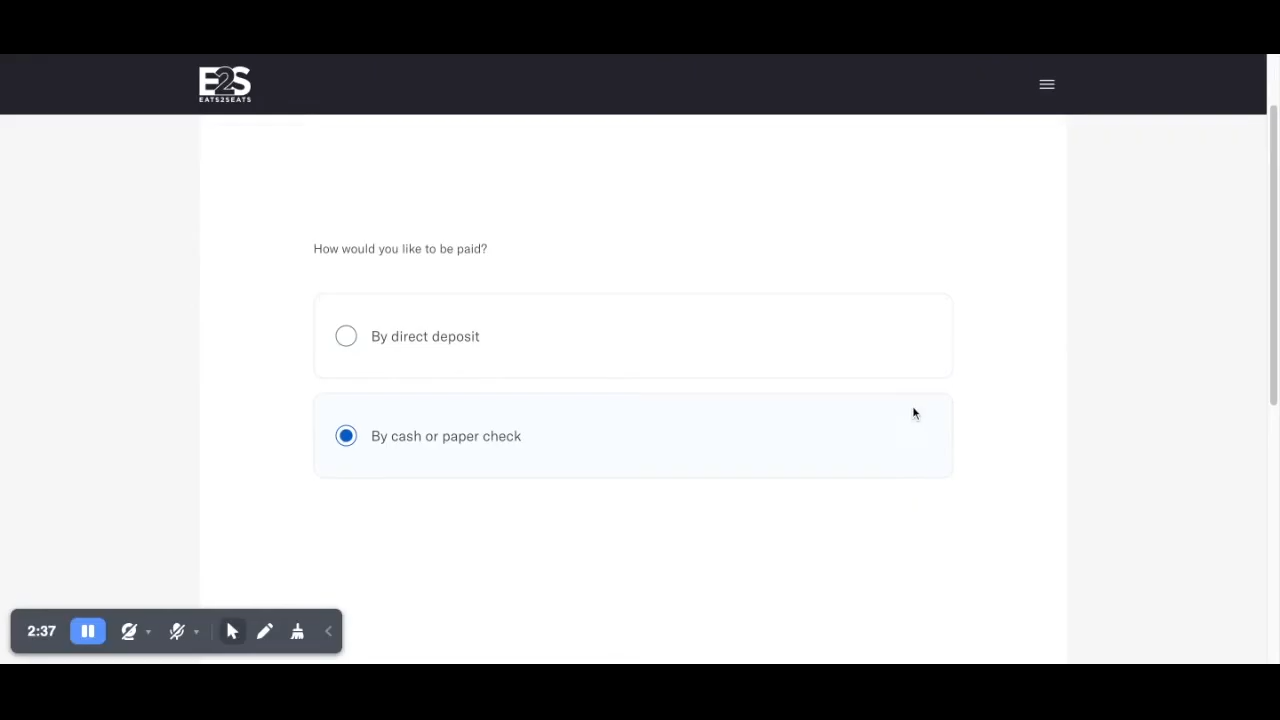 E2S
EATS2SEATS
How would you like to be paid?
By direct deposit
By cash or paper check
2:37